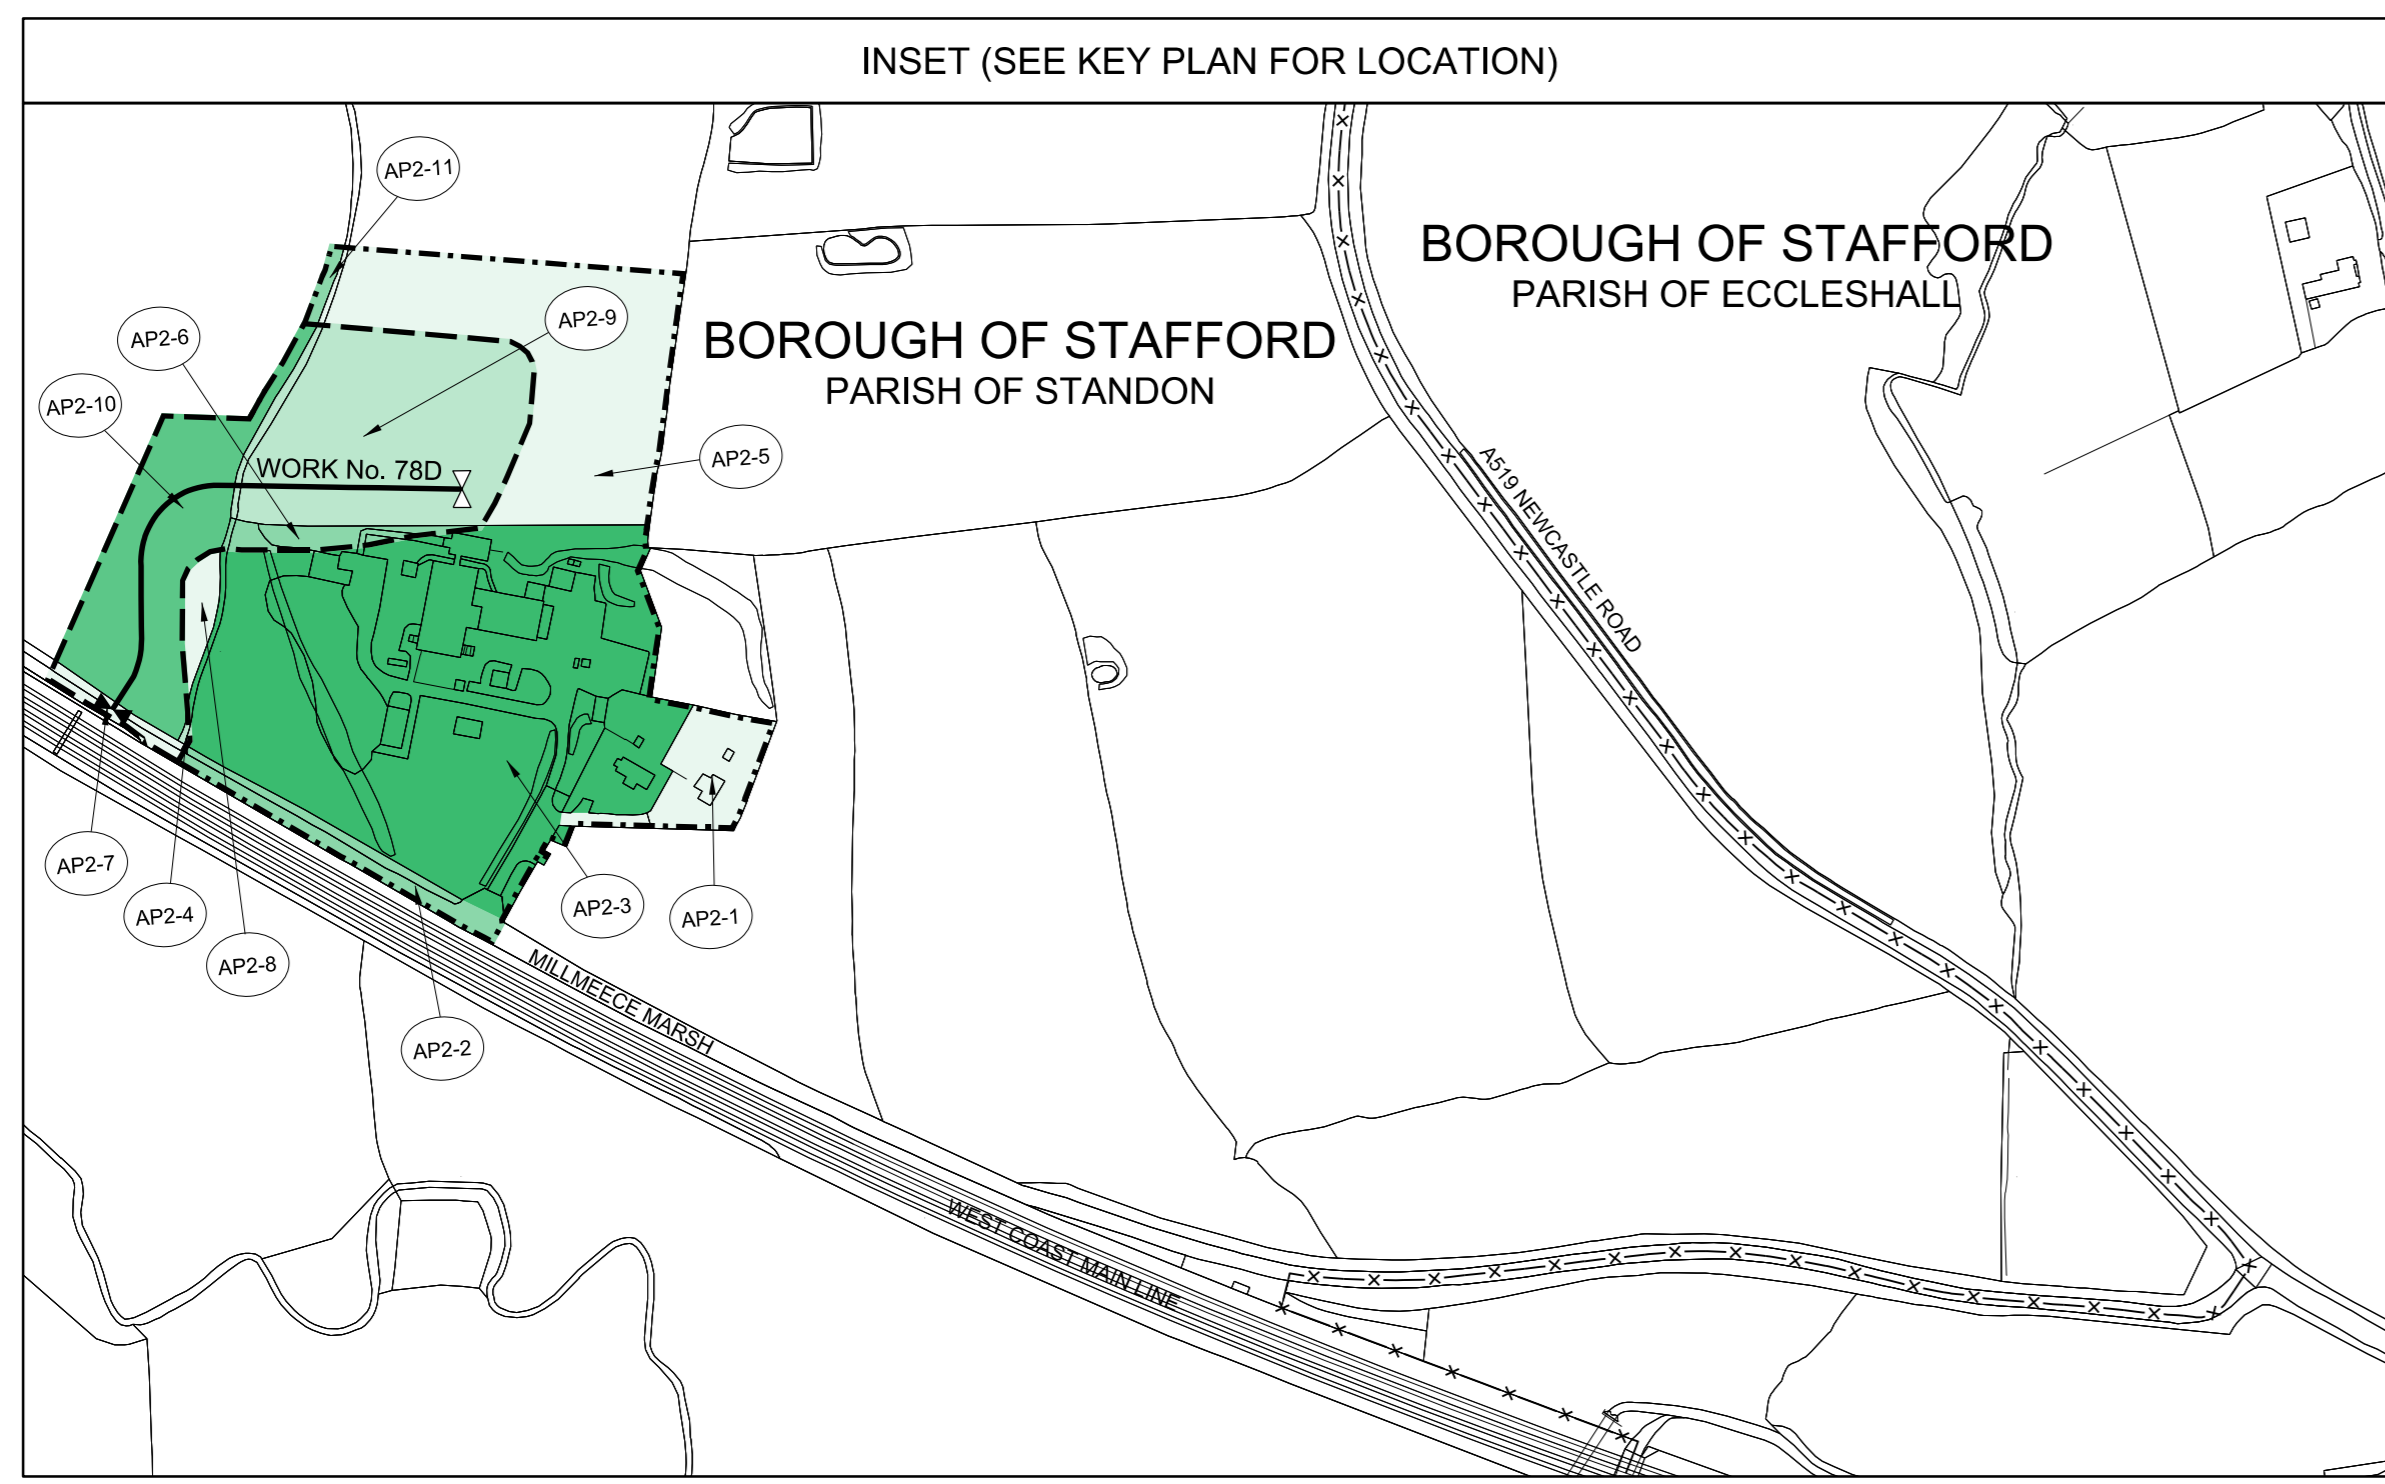 INSET (SEE KEY PLAN FOR LOCATION)
AP2-11
BOROUGH OF STAFFORD
PARISH OF ECCLESHALL
AP2-9
AP2-6
BOROUGH OF STAFFORD
PARISH OF STANDON
AP2-10
AP2-5
WORK No. 78D
A519 NEWCASTLE ROAD
AP2-7
AP2-4
AP2-8
AP2-3
AP2-1
AP2-2
MILLMEECE MARSH
WEST COAST MAIN LINE